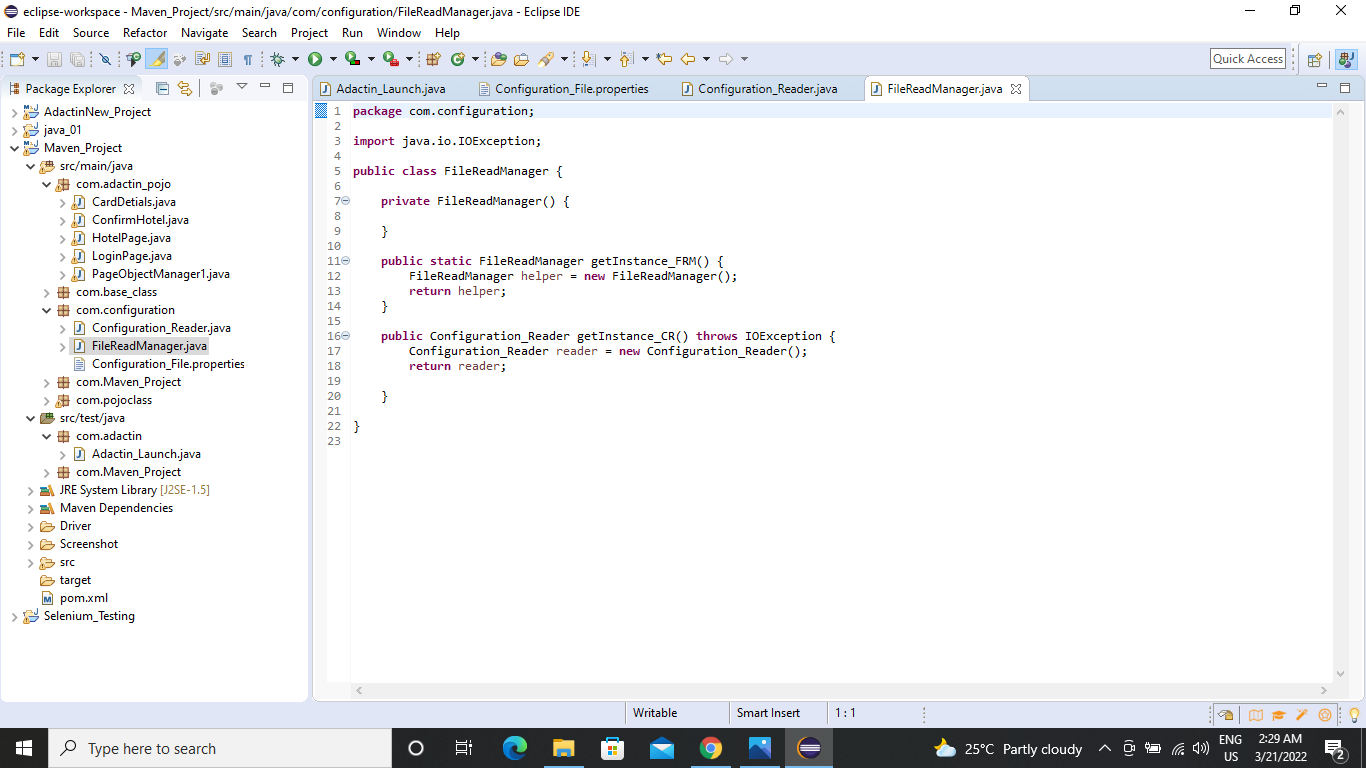 eclipse-workspace - Maven_Project/src/main/java/com/configuration/FileReadManager.java - Eclipse IDE
File Edit Source Refactor Navigate Search Project Run Window Help
Quick Access
Package Explorer
Adactin_Launch.java Configuration_File.properties Configuration_Reader.java FileReadManager.java
AdactinNew_Project
java_01
Maven_Project
src/main/java
com.adactin_pojo
CardDetials.java
ConfirmHotel.java
HotelPage.java
LoginPage.java
PageObjectManager1.java
com.base_class
com.configuration
Configuration_Reader.java
FileReadManager.java
Configuration_File.properties
com.Maven_Project
com.pojoclass
src/test/java
com.adactin
Adactin_Launch.java
com.Maven_Project
JRE System Library [J2SE-1.5]
Maven Dependencies
Driver
Screenshot
src
target
pom.xml
Selenium_Testing
1 package com.configuration;
2
3 import java.io.IOException;
4
5 public class FileReadManager {
6
7 private FileReadManager() {
8
9 }
10
11 public static FileReadManager getInstance_FRM() {
12 FileReadManager helper = new FileReadManager();
13 return helper;
14 }
15
16 public Configuration_Reader getInstance_CR() throws IOException {
17 Configuration_Reader reader = new Configuration_Reader();
18 return reader;
19
20 }
21
22 }
23
Writable Smart Insert 1 : 1
Type here to search
25°C Partly cloudy
ENG
US
2:29 AM
3/21/2022
2